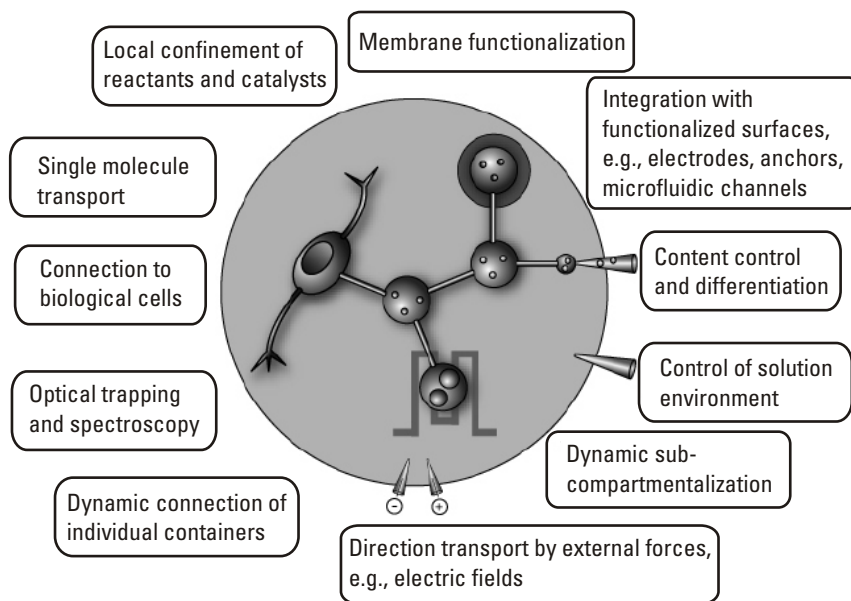 Local confinement of
reactants and catalysts
Membrane functionalization
Integration with
functionalized surfaces,
e.g., electrodes, anchors,
microfluidic channels
Single molecule
transport
Connection to
biological cells
Content control
and differentiation
Optical trapping
and spectroscopy
Control of solution
environment
Dynamic sub-
compartmentalization
Dynamic connection of
individual containers
-
+
Direction transport by external forces,
e.g., electric fields